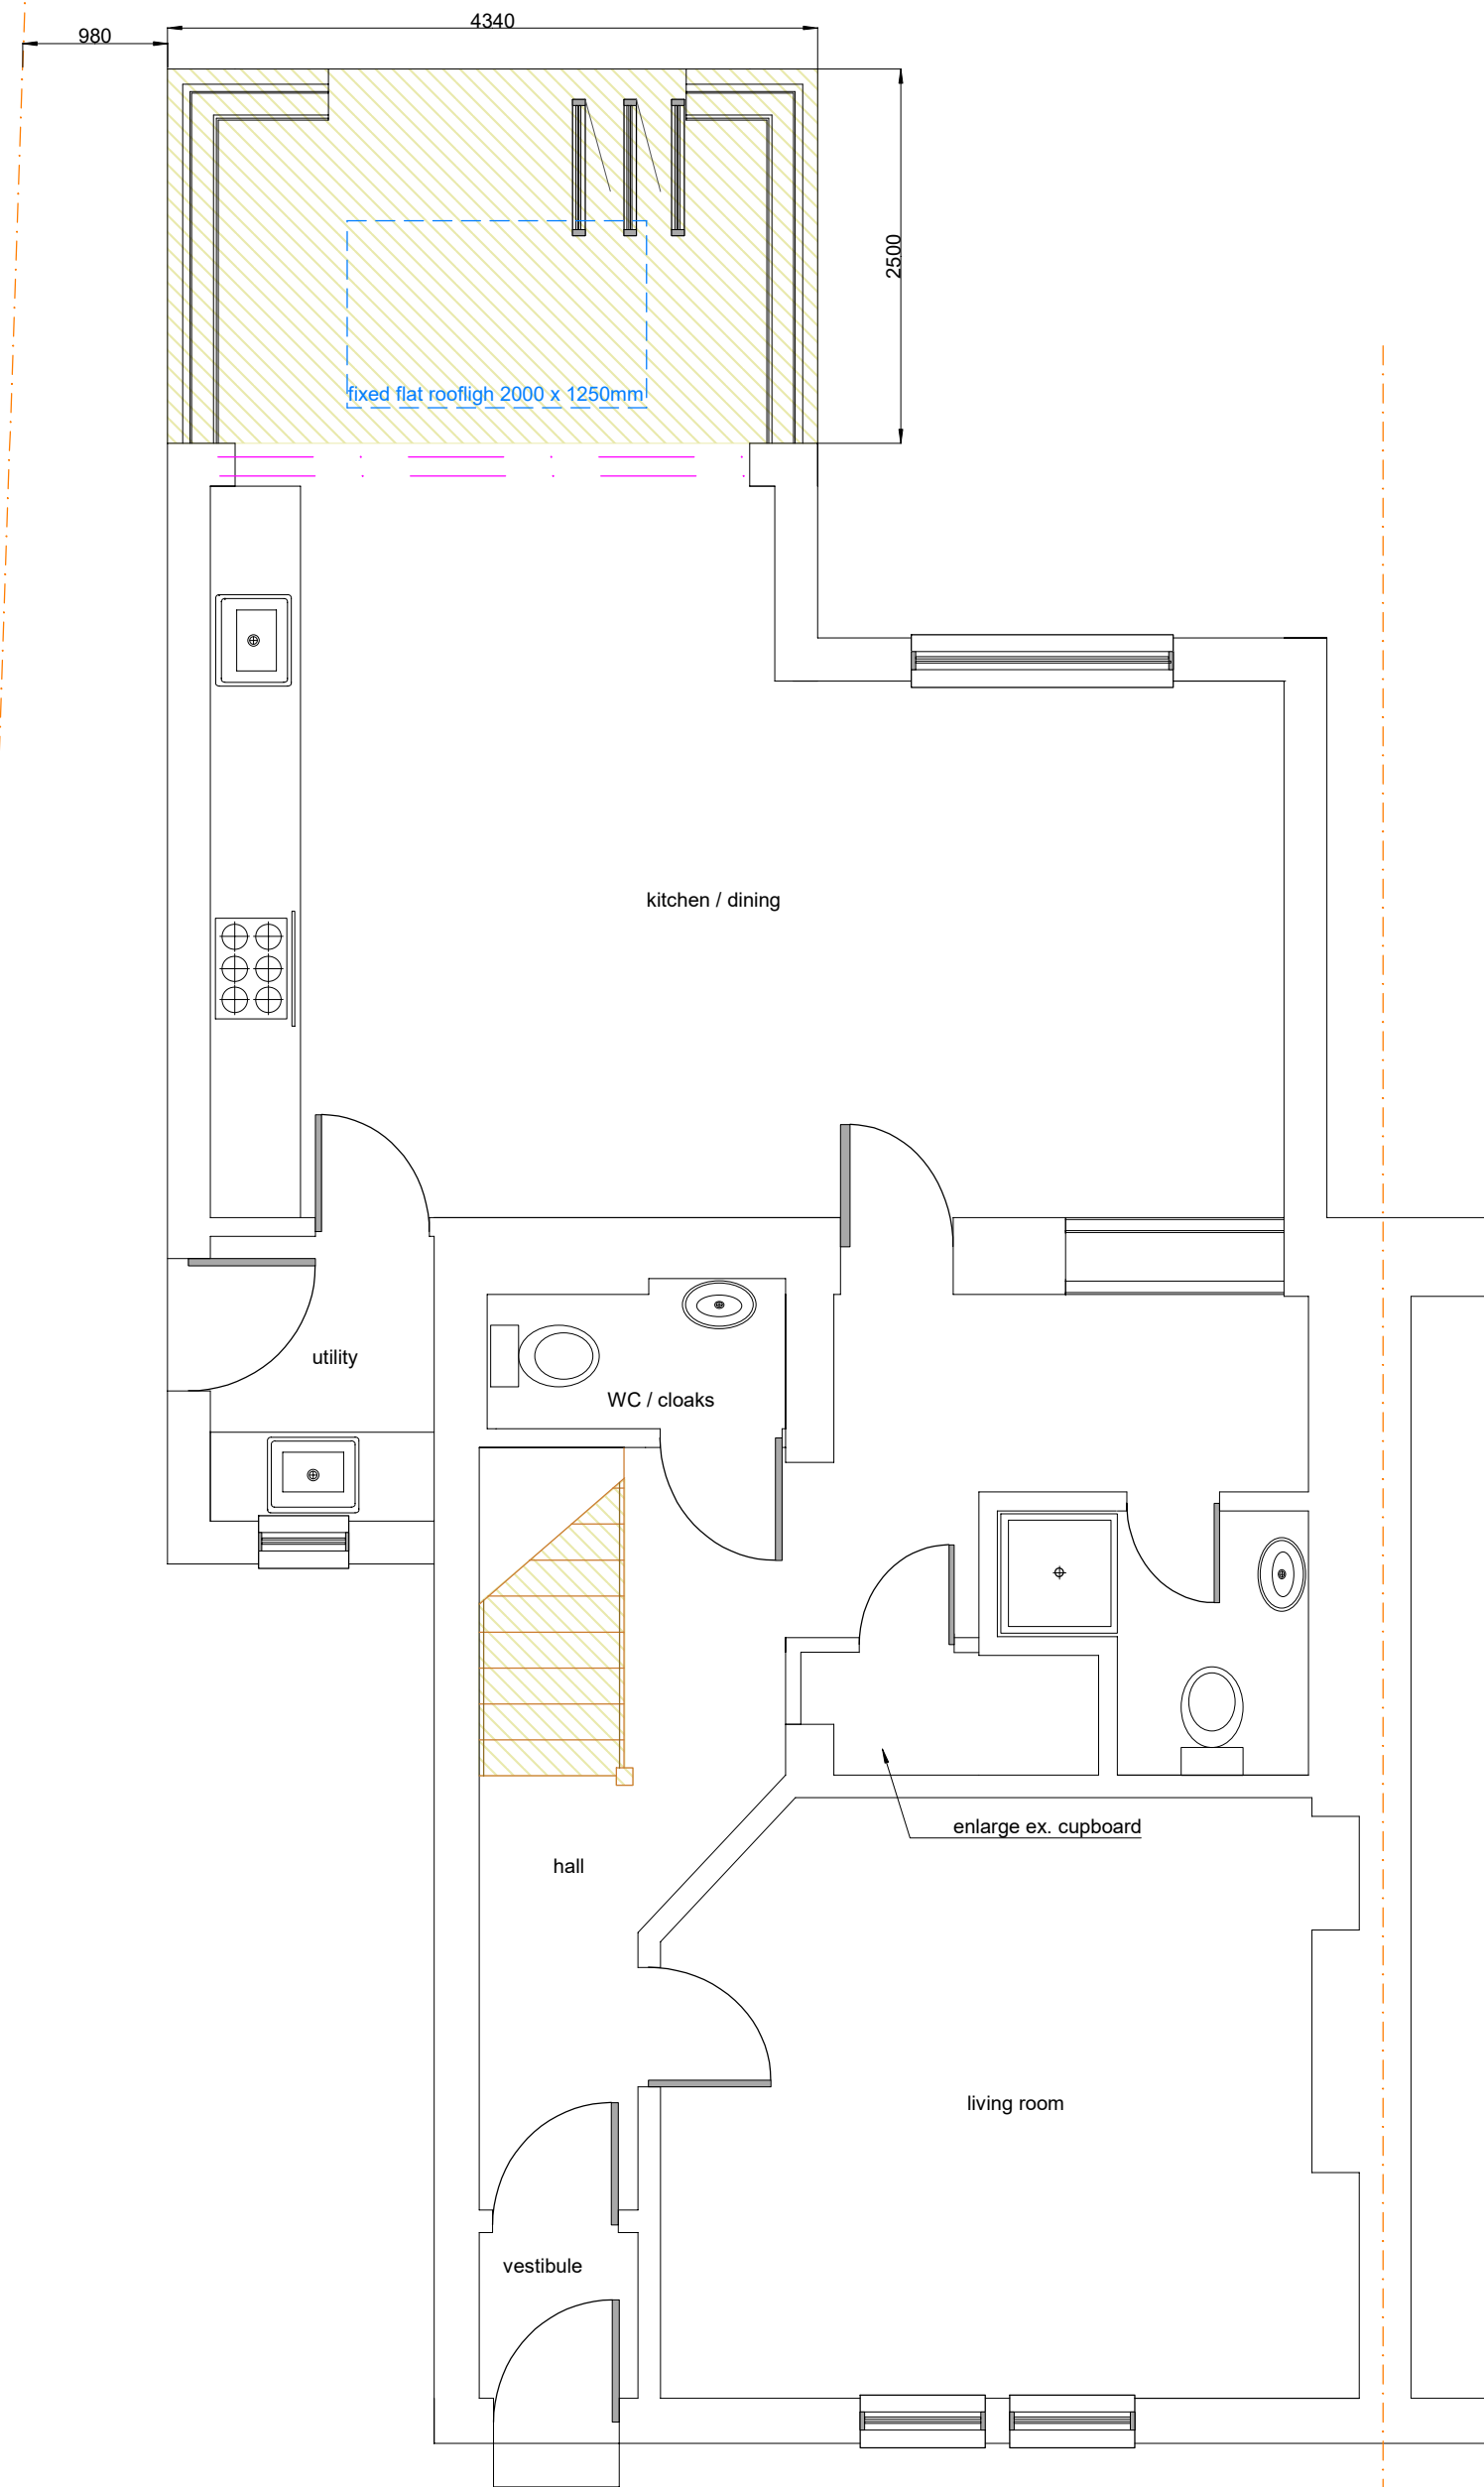 4340
980
2500
fixed flat roofligh 2000 x 1250mm
kitchen / dining
utility
WC / cloaks
enlarge ex. cupboard
hall
living room
vestibule